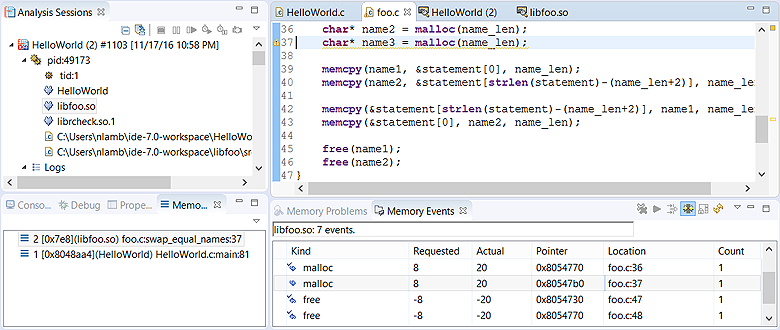 Analysis Sessions
HelloWorld (2) #1103 [11/17/16 10:58 PM]
pid:49173
tid:1
HelloWorld
libfoo.so
librcheck.so.1
C:\Users\nlamb\ide-7.0-workspace\HelloWo
C:\Users\nlamb\ide-7.0-workspace\libfoo\sr
Logs
HelloWorld.c
foo.c
HelloWorld (2)
libfoo.so
36 char* name2 = malloc(name_len);
37 char* name3 = malloc(name_len);
38
39 memcpy(name1, &statement[0], name_len);
40 memcpy(name2, &statement[strlen(statement)-(name_len+2)], name_le
41
42 memcpy(&statement[strlen(statement)-(name_len+2)], name1, name_le
43 memcpy(&statement[0], name2, name_len);
44
45 free(name1);
46 free(name2);
47 }
Conso...
Debug
Prope...
Memo...
2 [0x7e8](libfoo.so) foo.c:swap_equal_names:37
1 [0x8048aa4](HelloWorld) HelloWorld.c:main:81
Memory Problems
Memory Events
libfoo.so: 7 events.
Kind Requested Actual Pointer Location Count
malloc 8 20 0x8054770 foo.c:36 1
malloc 8 20 0x80547b0 foo.c:37 1
free -8 -20 0x8054730 foo.c:47 1
free -8 -20 0x8054770 foo.c:48 1